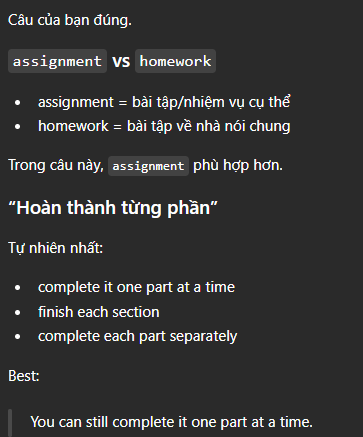 Câu của bạn đúng.
assignment vs homework
• assignment = bài tập/nhiệm vụ cụ thể
• homework = bài tập về nhà nói chung
Trong câu này, assignment phù hợp hơn.
“Hoàn thành từng phần”
Tự nhiên nhất:
• complete it one part at a time
• finish each section
• complete each part separately
Best:
You can still complete it one part at a time.